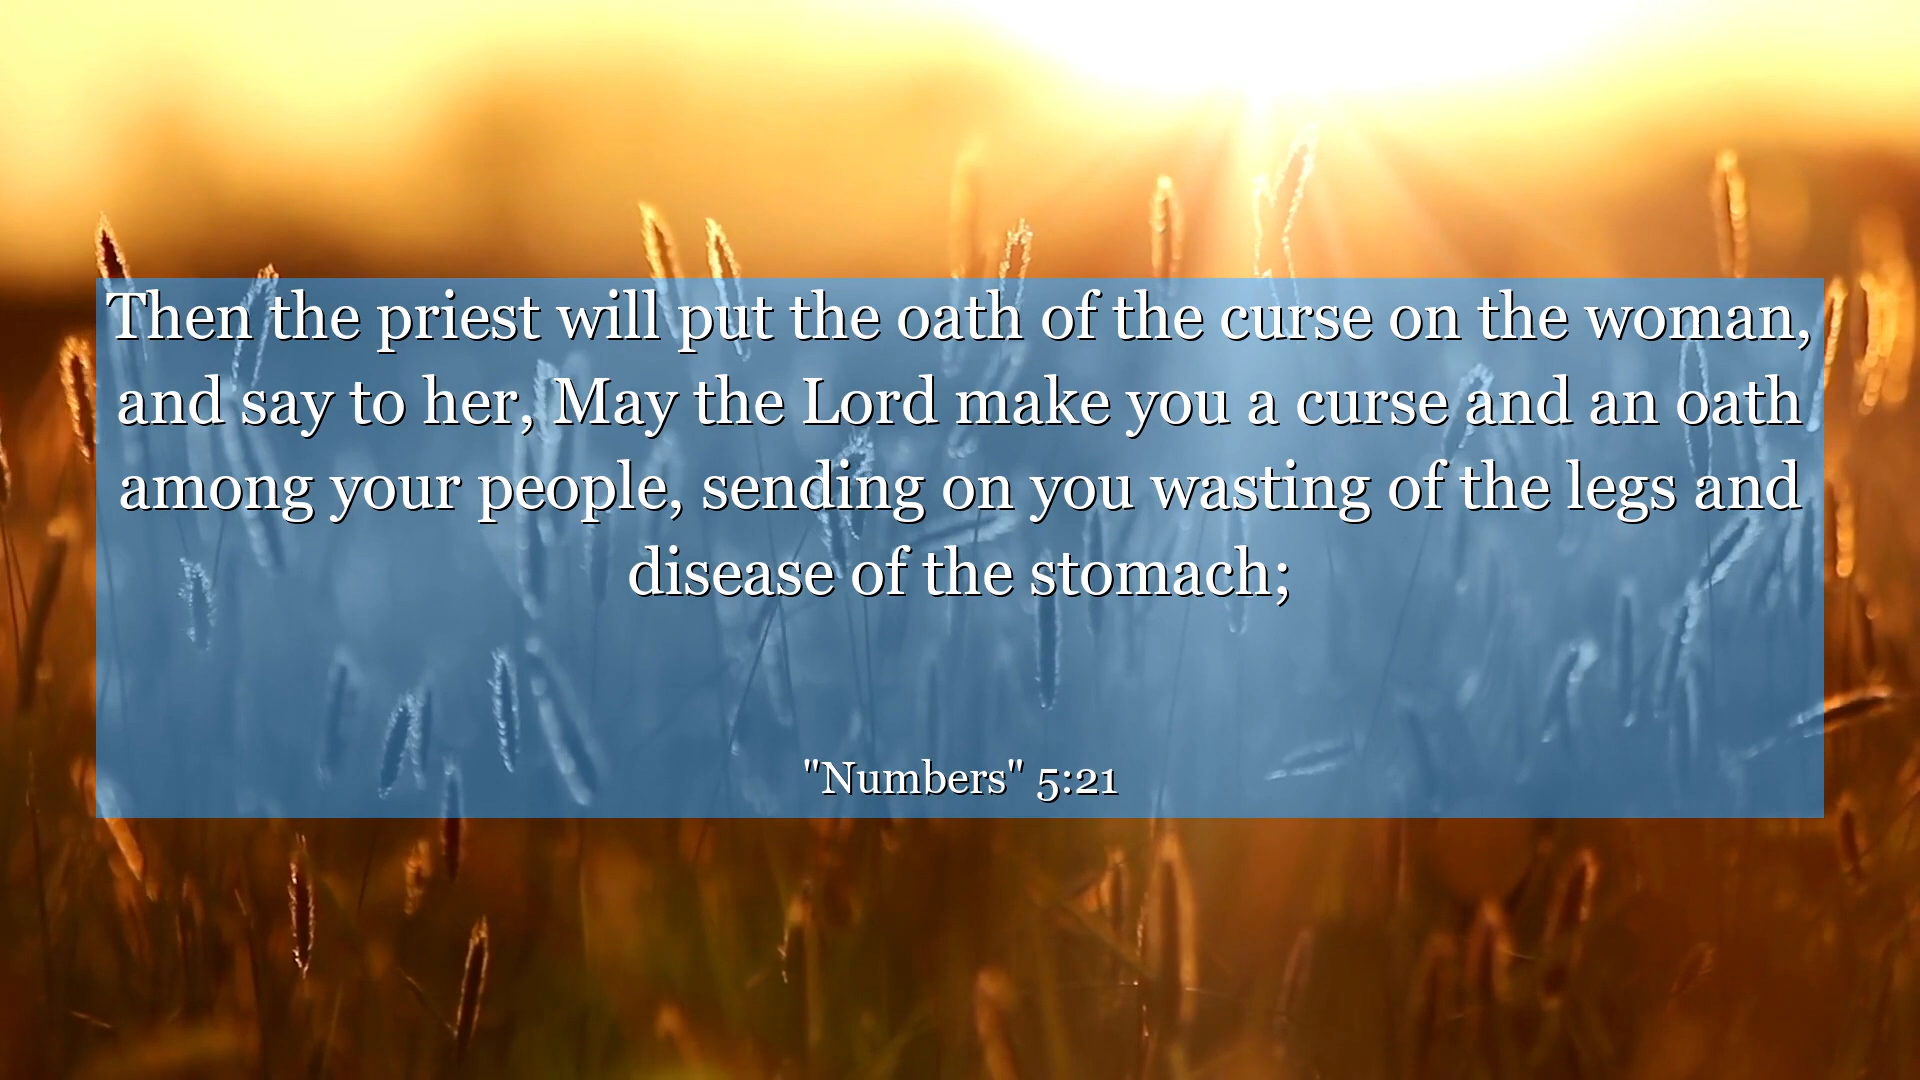 Then the priest will put the oath of the curse on the woman,
and say to her, May the Lord make you a curse and an oath
among your people, sending on you wasting of the legs and
disease of the stomach;
"Numbers" 5:21